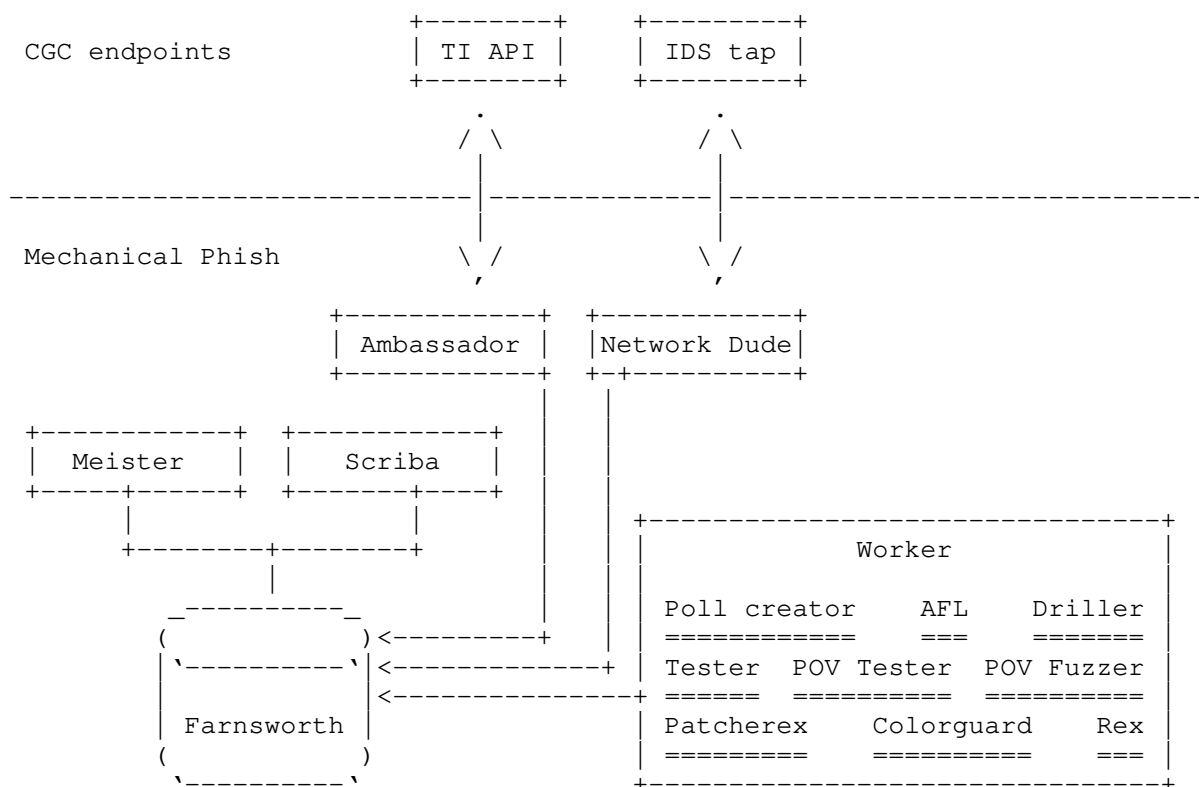 CGC endpoints TI API IDS tap
Mechanical Phish
Ambassador Network Dude
Meister Scriba
Worker
Poll creator AFL Driller
Tester POV Tester POV Fuzzer
Farnsworth Patcherex Colorguard Rex